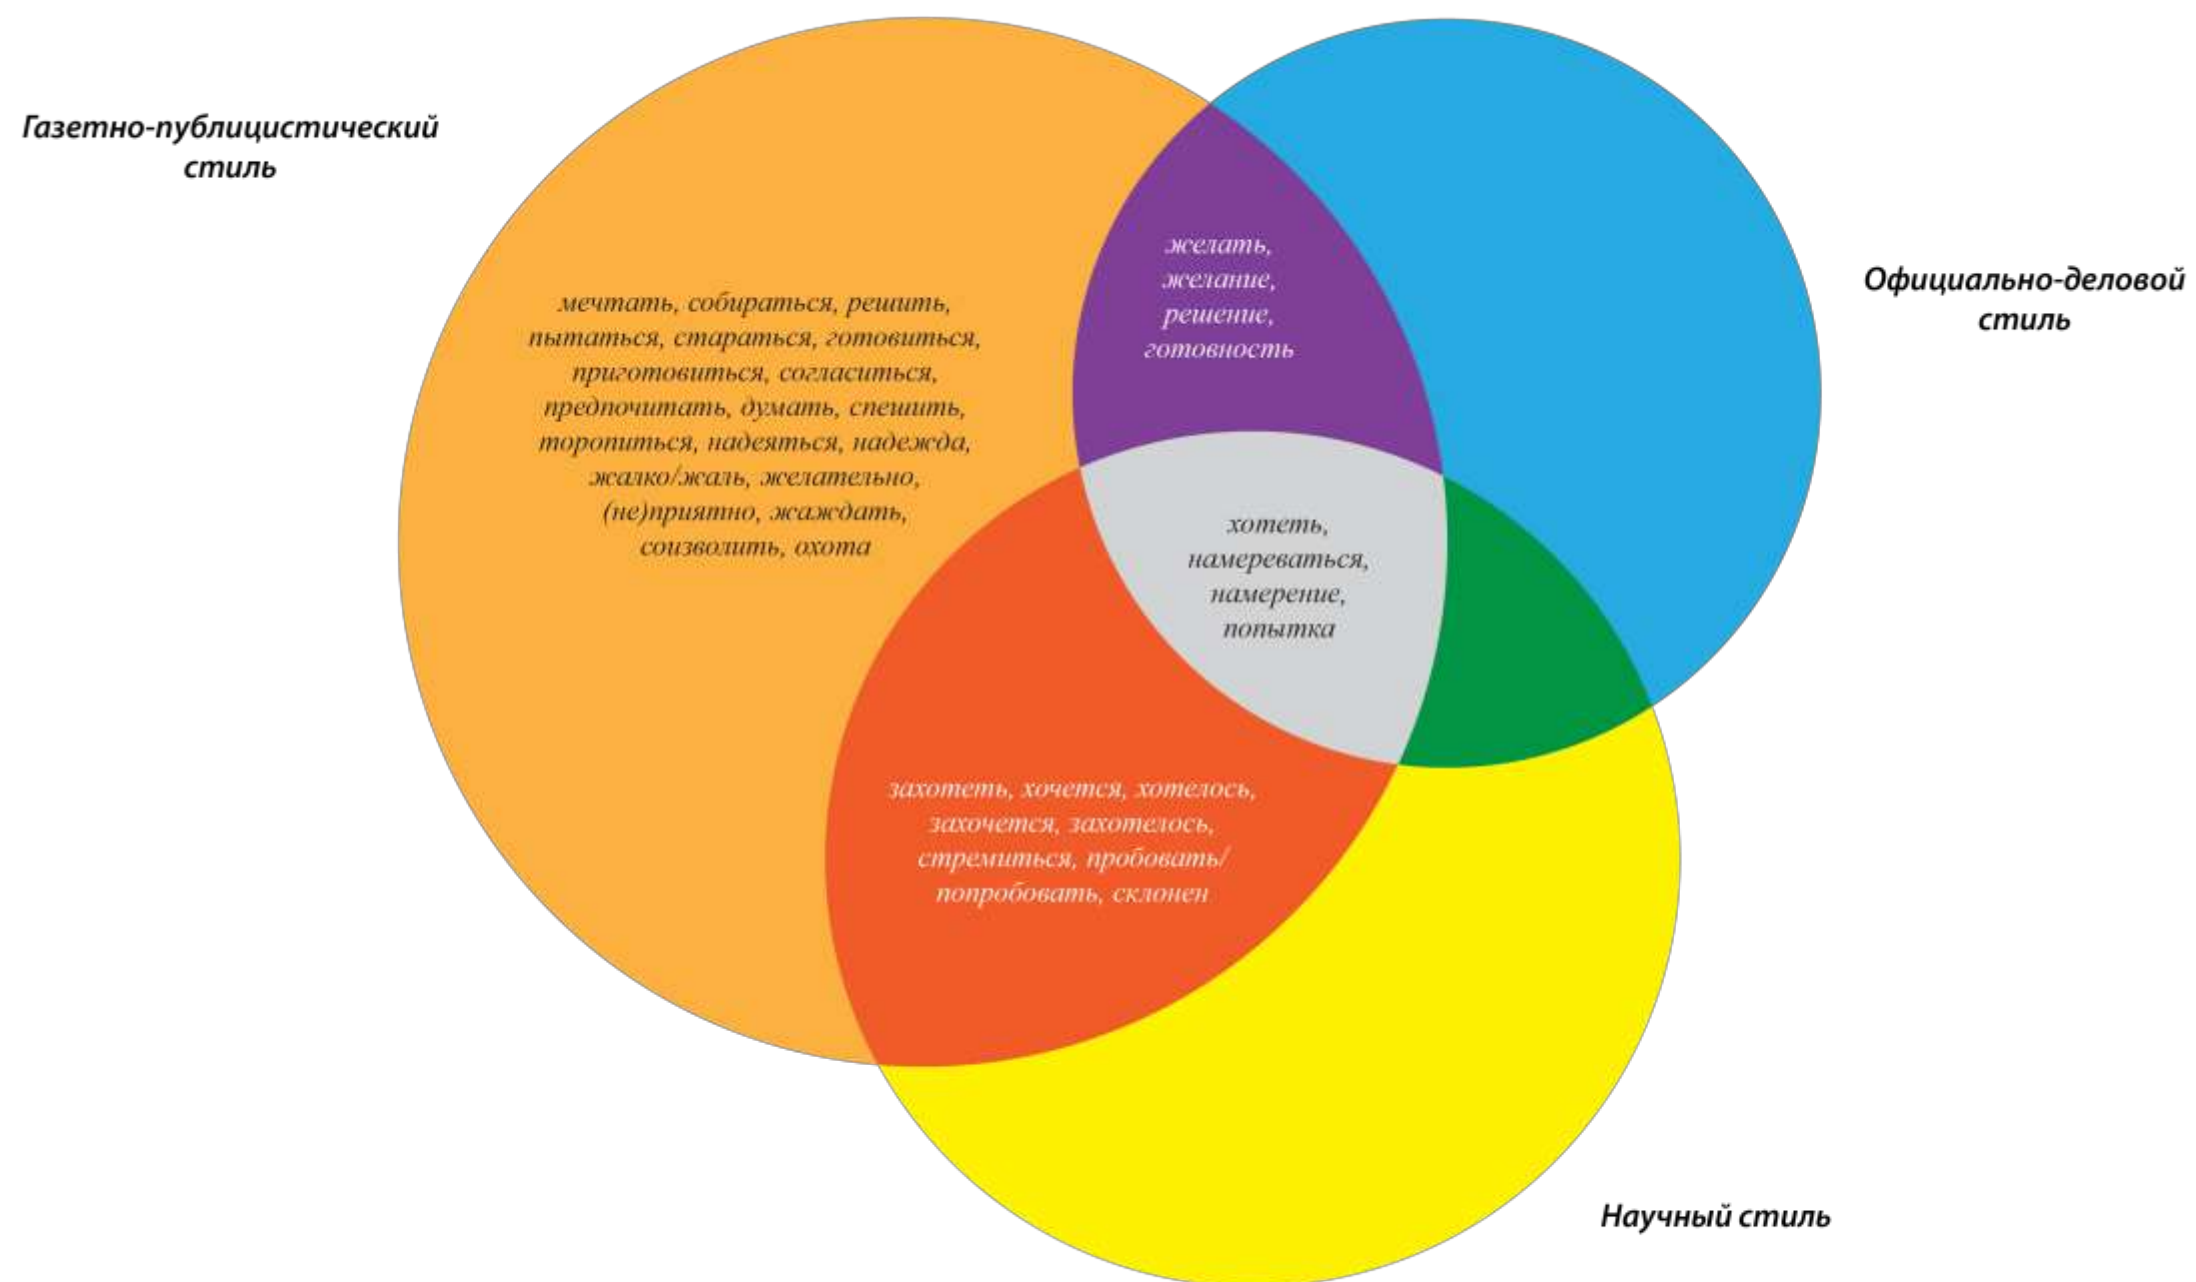 Газетно-публицистический
стиль
желать,
желание,
решение,
готовность
Официально-деловой
стиль
мечтать, собираться, решить,
пытаться, стараться, готовиться,
приготовиться, согласиться,
предпочитать, думать, спешить,
торопиться, надеяться, надежда,
жалко/жаль, желательно,
(не)приятно, жаждать,
соизволить, охота
хотеть,
намереваться,
намерение,
попытка
захотеть, хочется, хотелось,
захочется, захотелось,
стремиться, пробовать/
попробовать, склонен
Научный стиль